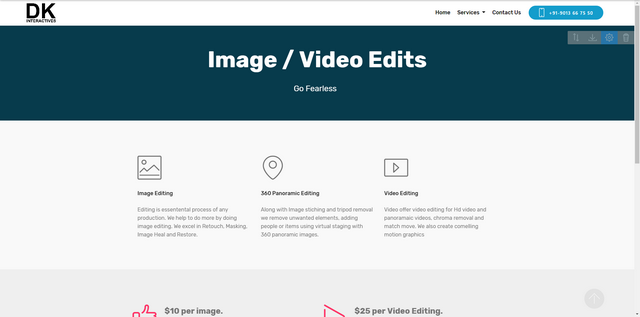 DK
INTERACTIVES
Home Services Contact Us +91-9013 66 75 50
Image / Video Edits
Go Fearless
Image Editing
Editing is essentental process of any
production. We help to do more by doing
image editing. We excel in Retouch, Masking,
Image Heal and Restore.
360 Panoramic Editing
Along with Image stiching and tripod removal
we remove unwanted elements, adding
people or items using virtual staging with
360 panoramic images.
Video Editing
Video offer video editing for Hd video and
panoramaic videos, chroma removal and
match move. We also create comelling
motion graphics
$10 per image.
$25 per Video Editing.